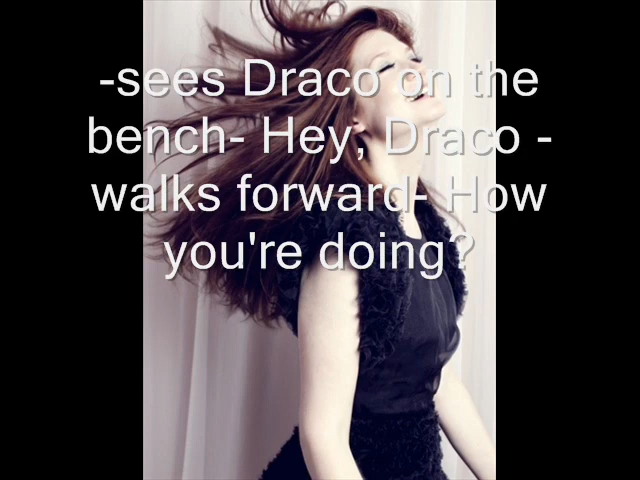 -sees Draco on the
bench- Hey, Draco -
walks forward- How
you're doing?